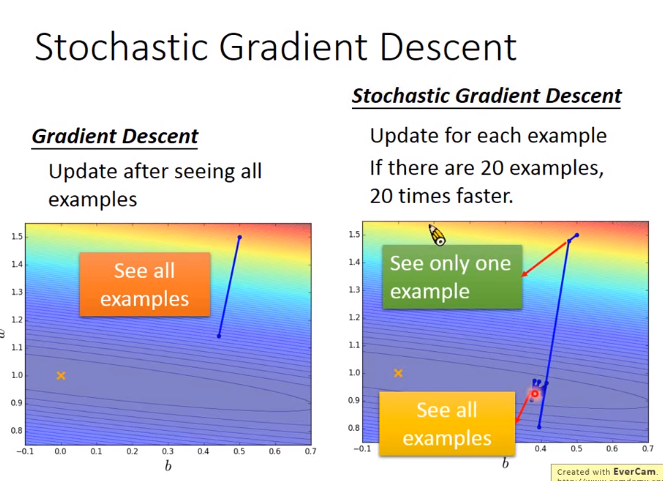 Stochastic Gradient Descent
Gradient Descent
Update after seeing all
examples
See all
examples
1.5
1.4
1.3
1.2
1.1
1.0
0.9
0.8
-0.1 0.0 0.1 0.2 0.3 0.4 0.5 0.6 0.7
b
Stochastic Gradient Descent
Update for each example
If there are 20 examples,
20 times faster.
See only one
example
See all
examples
1.5
1.4
1.3
1.2
1.1
1.0
0.9
0.8
-0.1 0.4 0.5 0.6 0.7
b
Created with EverCam.